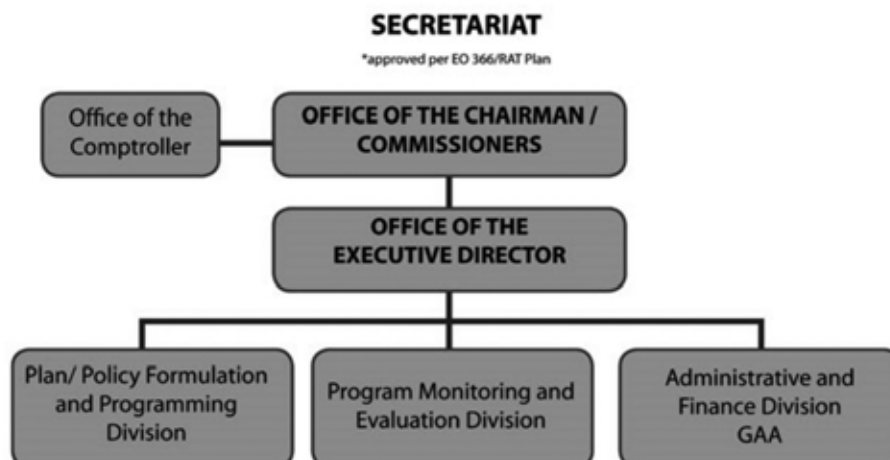 SECRETARIAT
*approved per EO 366/RAT Plan
Office of the
Comptroller
OFFICE OF THE CHAIRMAN /
COMMISSIONERS
OFFICE OF THE
EXECUTIVE DIRECTOR
Plan/ Policy Formulation
and Programming
Division
Program Monitoring and
Evaluation Division
Administrative and
Finance Division
GAA